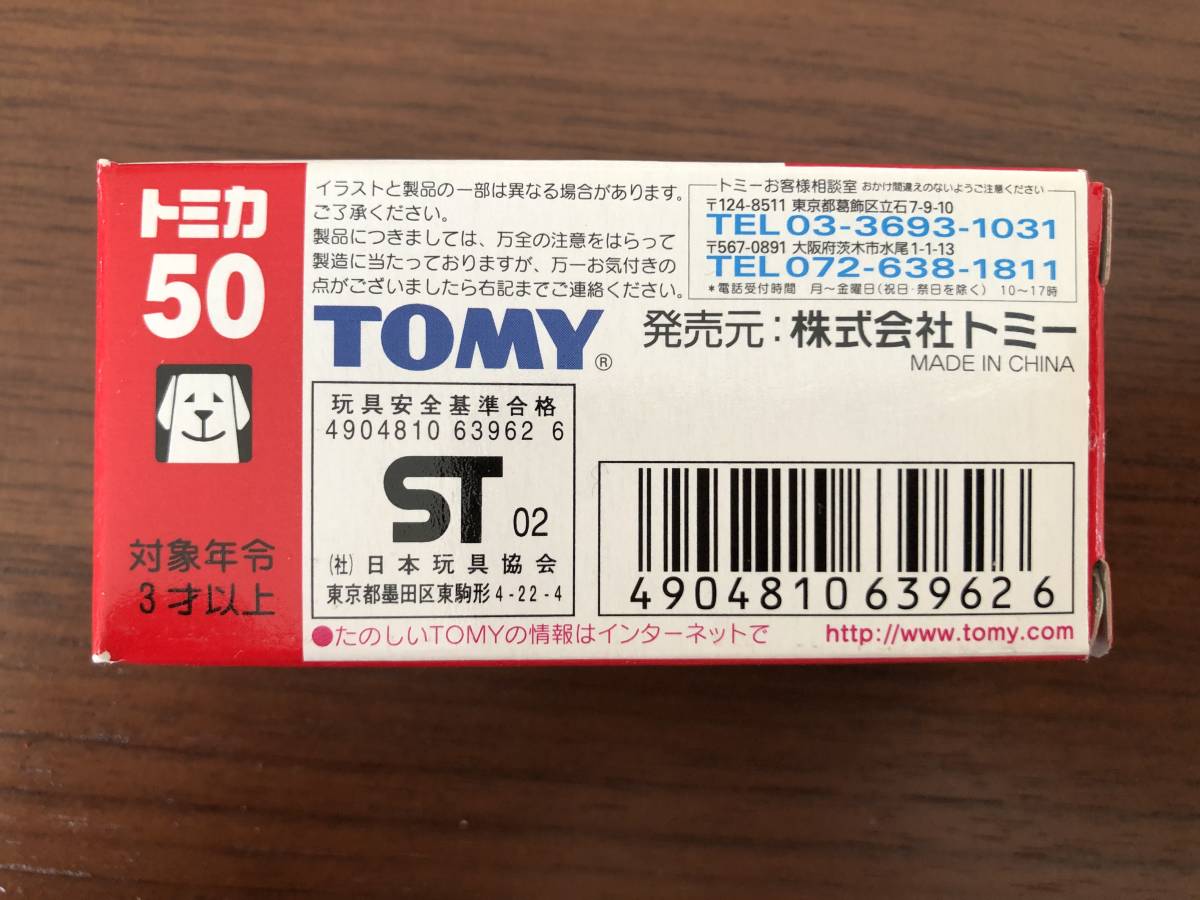 トミカ
50
対象年令
3才以上
イラストと製品の一部は異なる場合があります。
ご了承ください。
製品につきましては、万全の注意をはらって
製造に当たっておりますが、万一お気付きの
点がございましたら右記までご連絡ください。
トミーお客様相談室 おかけ間違えのないようご注意ください
〒124-8511 東京都葛飾区立石7-9-10
TEL03-3693-1031
〒567-0891 大阪府茨木市水尾1-1-13
TEL072-638-1811
*電話受付時間 月~金曜日(祝日・祭日を除く) 10~17時
TOMY®
発売元:株式会社トミー
MADE IN CHINA
玩具安全基準合格
4904810 63962 6
ST 02
(社)日本玩具協会
東京都墨田区東駒形4-22-4
4904810639626
●たのしいTOMYの情報はインターネットで http://www.tomy.com